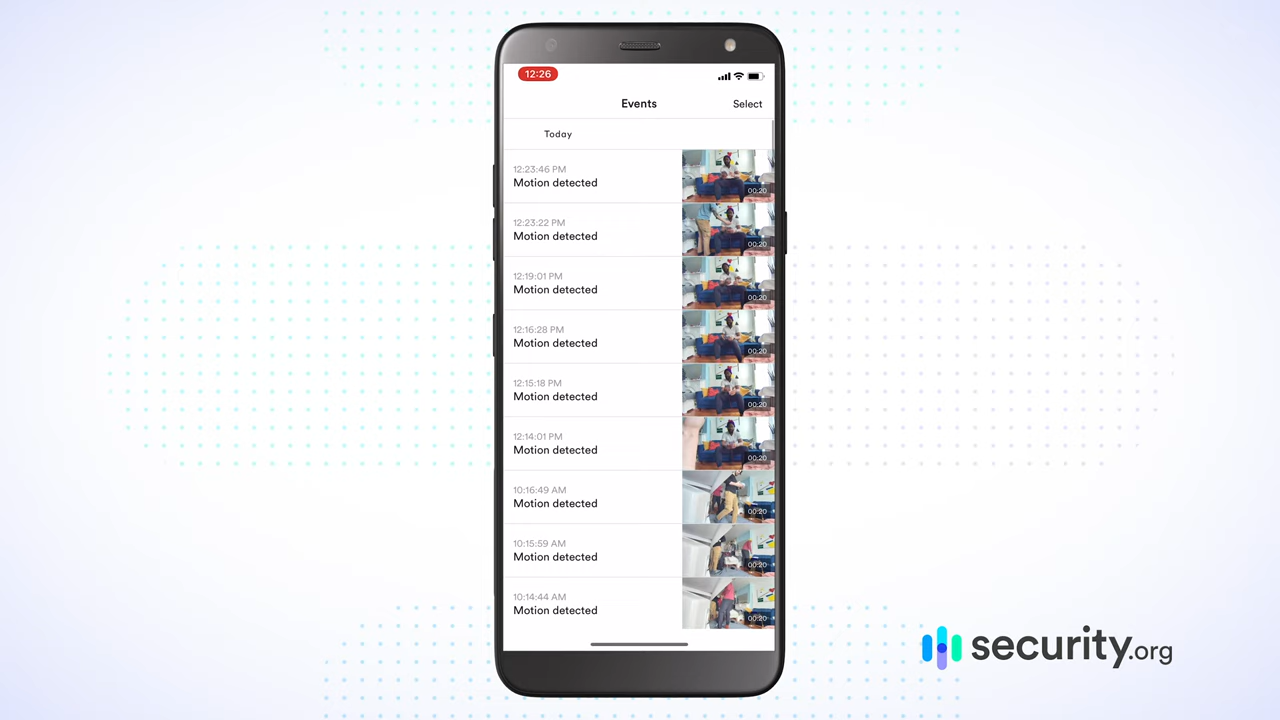 12:26
Events
Select
Today
12:23:46 PM
Motion detected
00:20
12:23:22 PM
Motion detected
00:20
12:19:01 PM
Motion detected
00:20
12:16:28 PM
Motion detected
00:20
12:15:18 PM
Motion detected
00:20
12:14:01 PM
Motion detected
00:20
10:16:49 AM
Motion detected
00:20
10:15:59 AM
Motion detected
00:20
10:14:44 AM
Motion detected
00:20
security.org